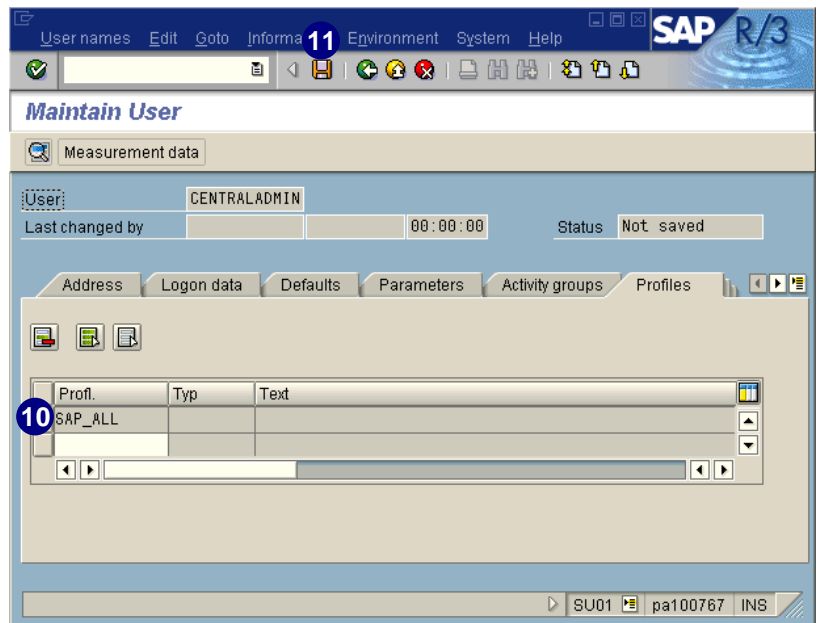 User names Edit Goto Informa 11 Environment System Help
SAP R/3
Maintain User
Measurement data
User CENTRALADMIN
Last changed by 00:00:00 Status Not saved
Address Logon data Defaults Parameters Activity groups Profiles
Profl. Typ Text
10 SAP_ALL
SU01 pa100767 INS